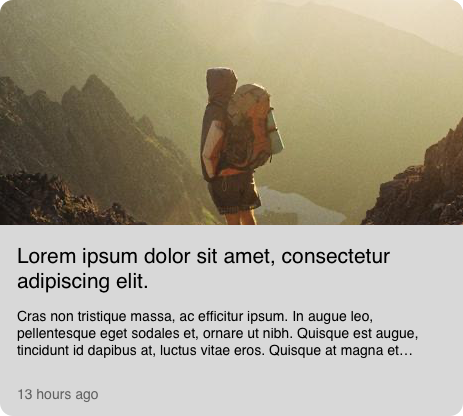 Lorem ipsum dolor sit amet, consectetur
adipiscing elit.
Cras non tristique massa, ac efficitur ipsum. In augue leo,
pellentesque eget sodales et, ornare ut nibh. Quisque est augue,
tincidunt id dapibus at, luctus vitae eros. Quisque at magna et…
13 hours ago